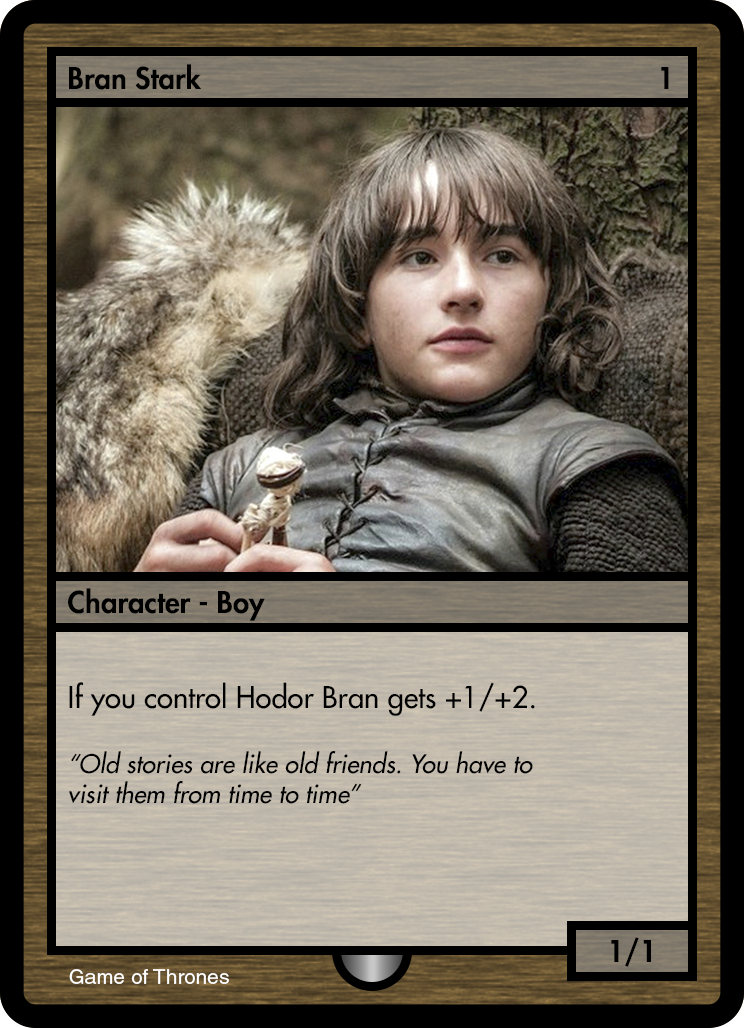 Bran Stark 1
Character - Boy
If you control Hodor Bran gets +1/+2.
“Old stories are like old friends. You have to
visit them from time to time”
1/1
Game of Thrones